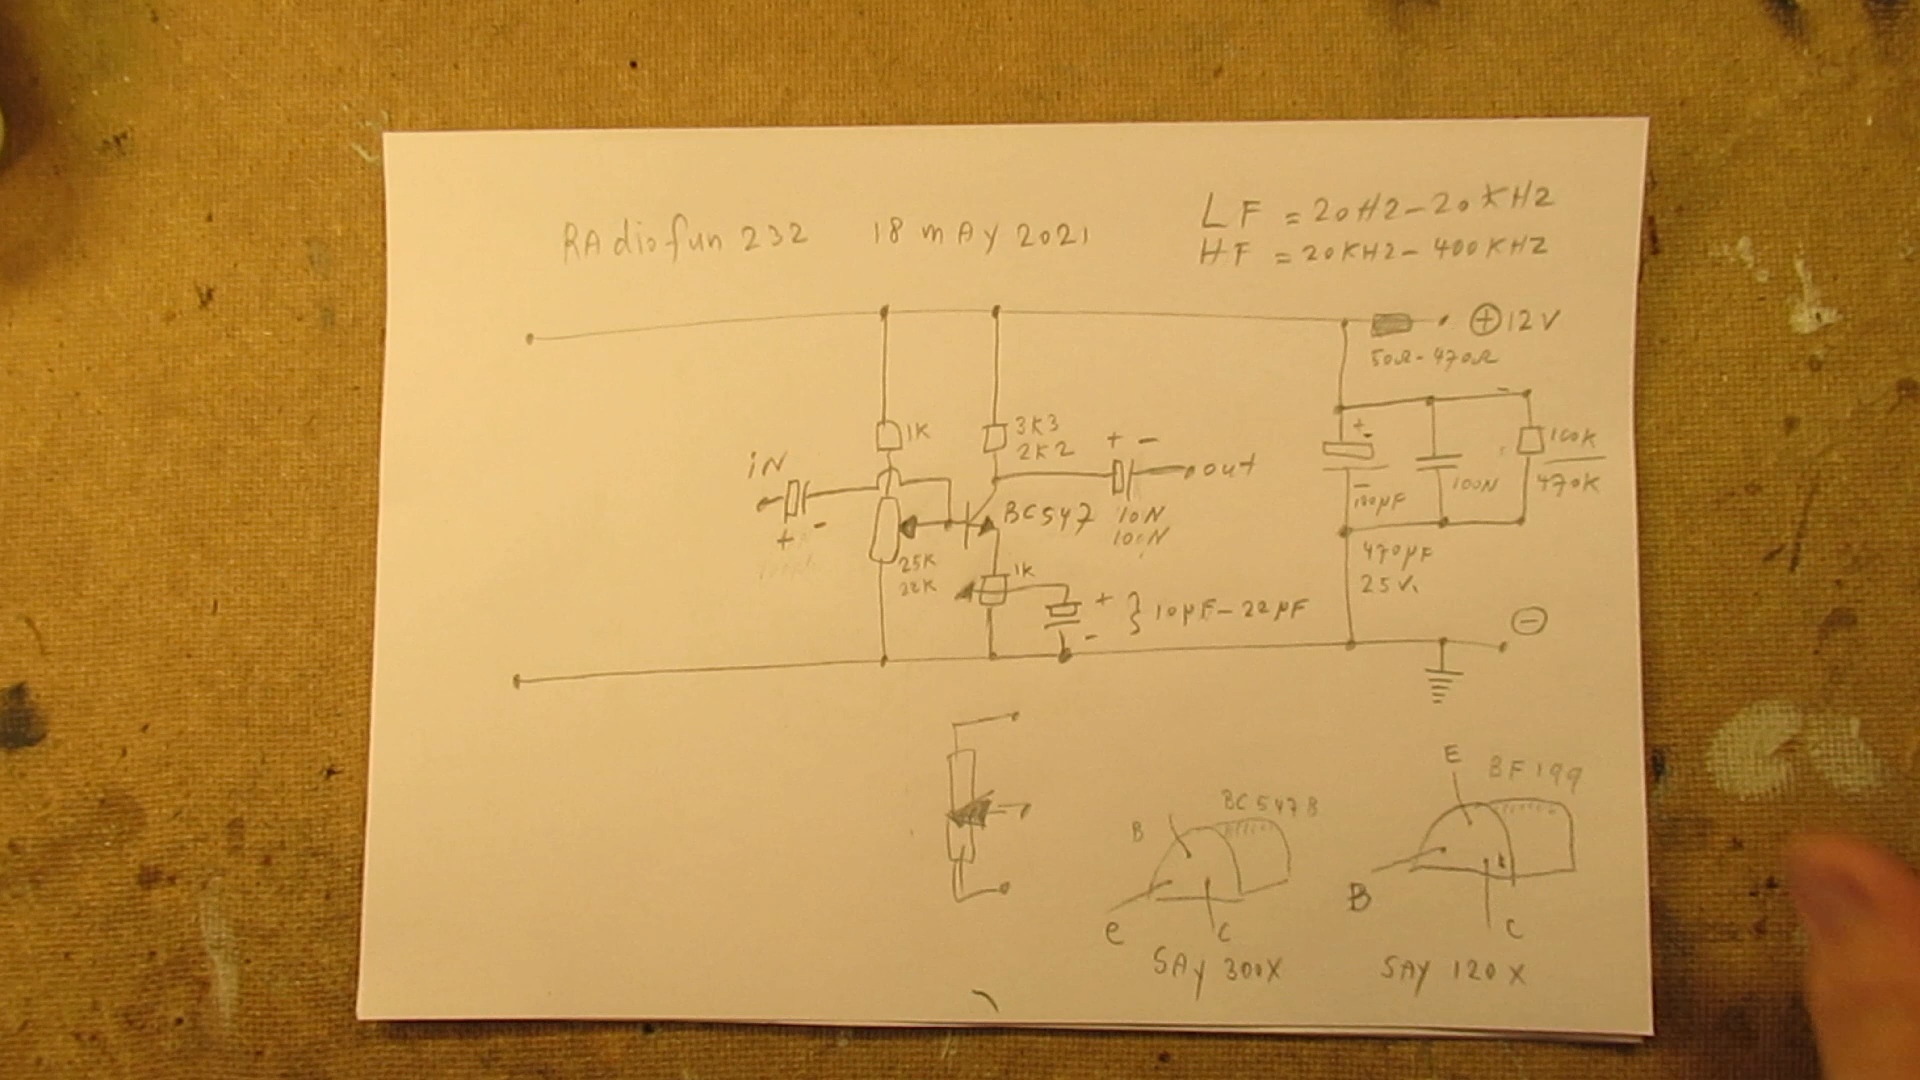 RAdiofun 232 18 mAy 2021
LF = 20Hz-20KHz
HF = 20KHz-400KHz
+ 12V
50Ω-470Ω
1K
3K3
2K2
iN
+ -
+ -
out
BC547
10N
100N
25K
22K
1K
+
-
} 10µF-22µF
+
-
100µF
470µF
25V.
100N
100K
470K
-
E
BF199
B
C
SAY 120X
BC547B
B
e
C
SAY 300X